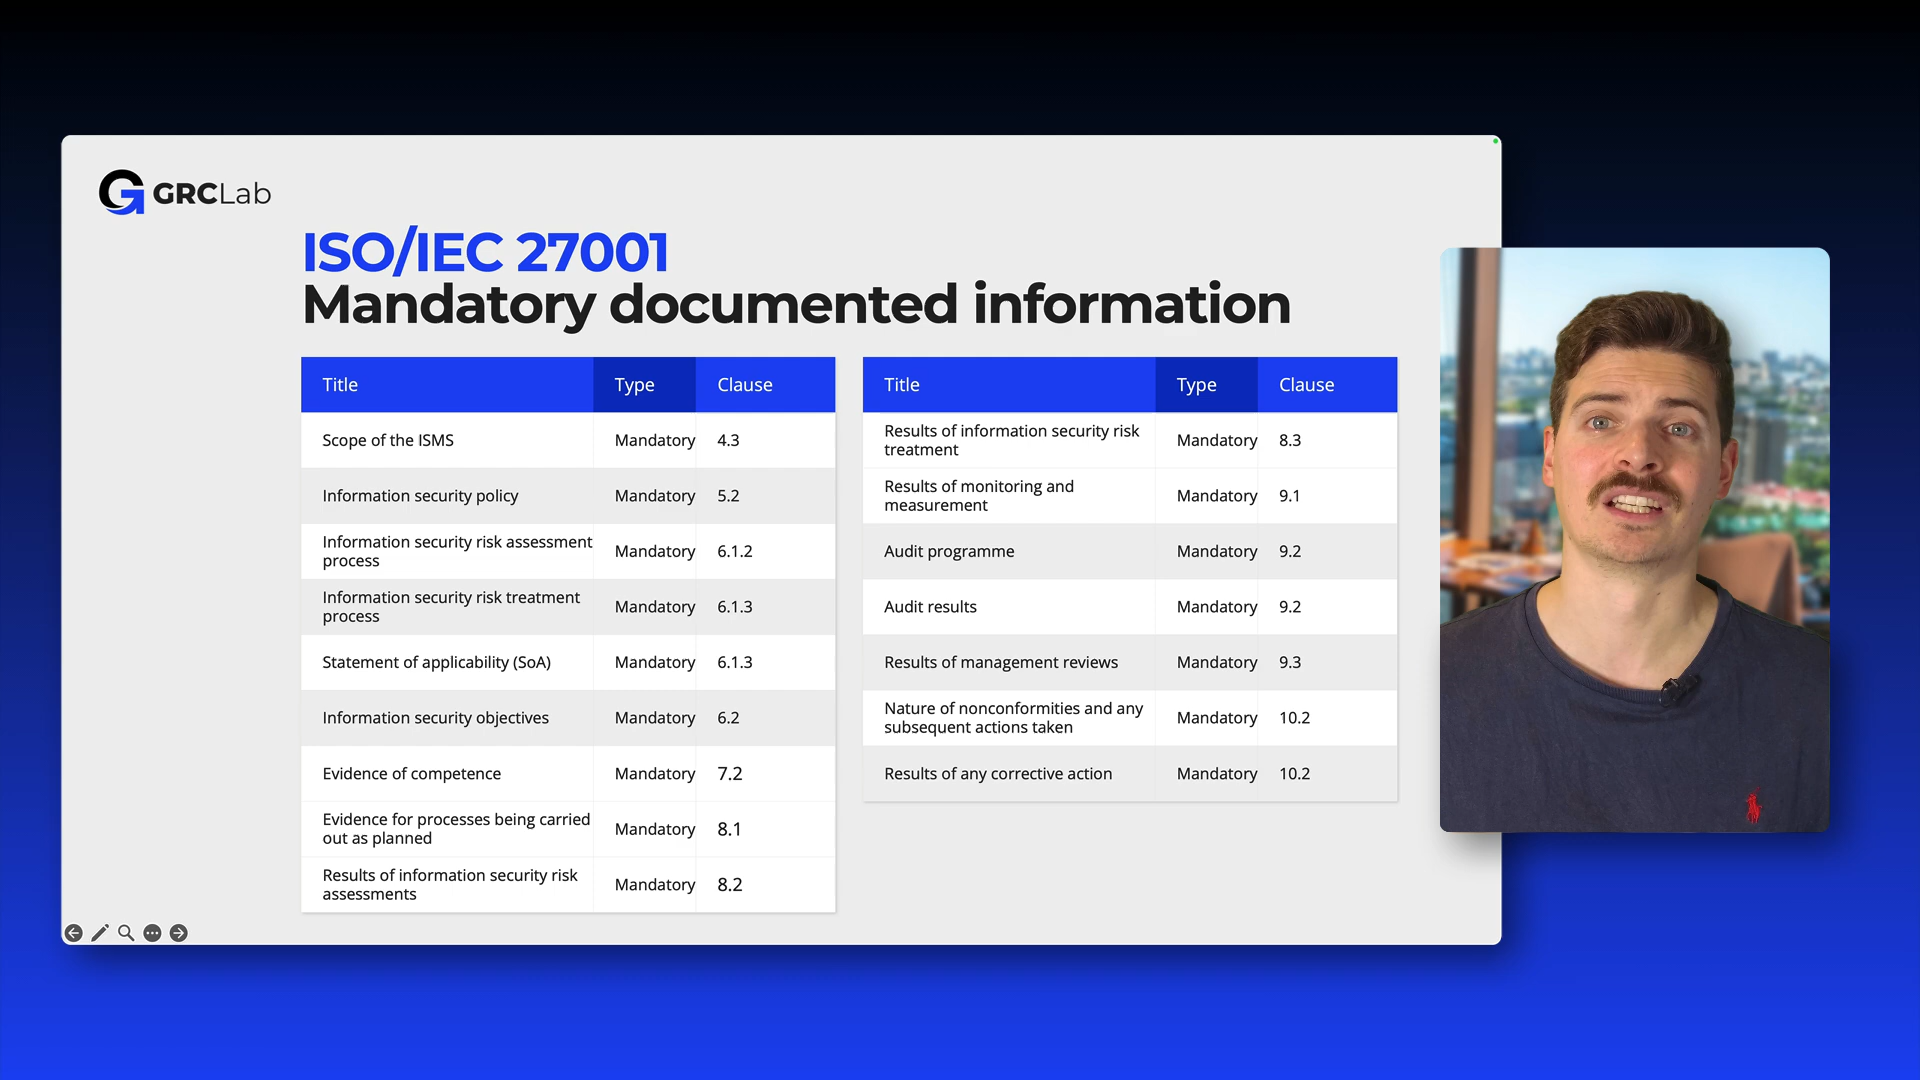 GRCLab
ISO/IEC 27001
Mandatory documented information
Title Type Clause
Scope of the ISMS Mandatory 4.3
Information security policy Mandatory 5.2
Information security risk assessment
process Mandatory 6.1.2
Information security risk treatment
process Mandatory 6.1.3
Statement of applicability (SoA) Mandatory 6.1.3
Information security objectives Mandatory 6.2
Evidence of competence Mandatory 7.2
Evidence for processes being carried
out as planned Mandatory 8.1
Results of information security risk
assessments Mandatory 8.2
Title Type Clause
Results of information security risk
treatment Mandatory 8.3
Results of monitoring and
measurement Mandatory 9.1
Audit programme Mandatory 9.2
Audit results Mandatory 9.2
Results of management reviews Mandatory 9.3
Nature of nonconformities and any
subsequent actions taken Mandatory 10.2
Results of any corrective action Mandatory 10.2